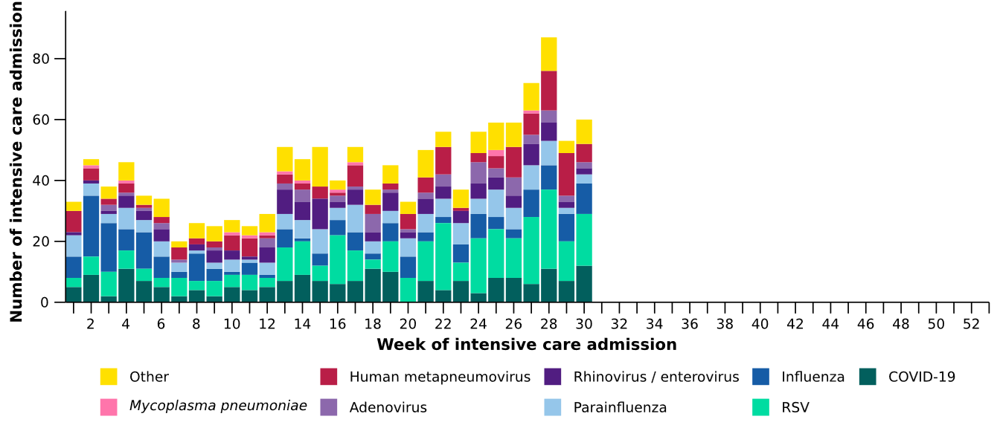 Number of intensive care admission
80
60
40
20
0
2 4 6 8 10 12 14 16 18 20 22 24 26 28 30 32 34 36 38 40 42 44 46 48 50 52
Week of intensive care admission
Other Human metapneumovirus Rhinovirus / enterovirus Influenza COVID-19
Mycoplasma pneumoniae Adenovirus Parainfluenza RSV